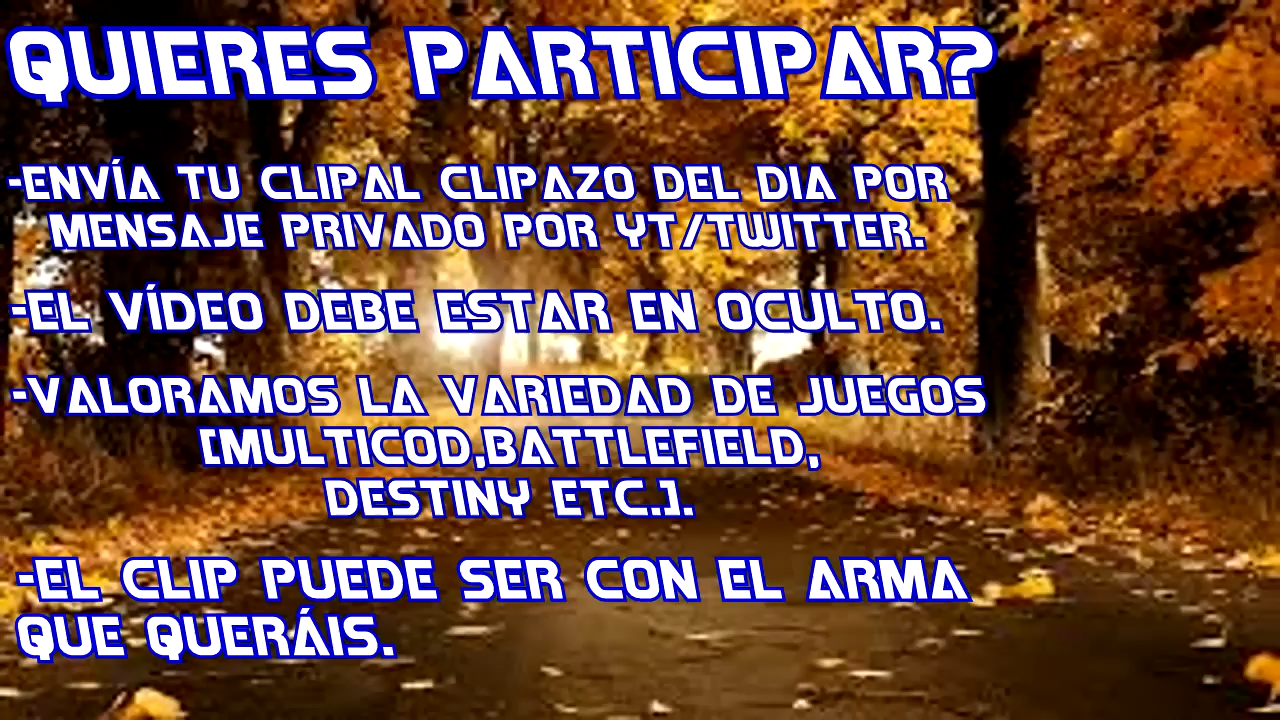 QUIERES PARTICIPAR?
-ENVÍA TU CLIPAL CLIPAZO DEL DIA POR
MENSAJE PRIVADO POR YT/TWITTER.
-EL VÍDEO DEBE ESTAR EN OCULTO.
-VALORAMOS LA VARIEDAD DE JUEGOS
[MULTICOD,BATTLEFIELD,
DESTINY ETC.].
-EL CLIP PUEDE SER CON EL ARMA
QUE QUERÁIS.